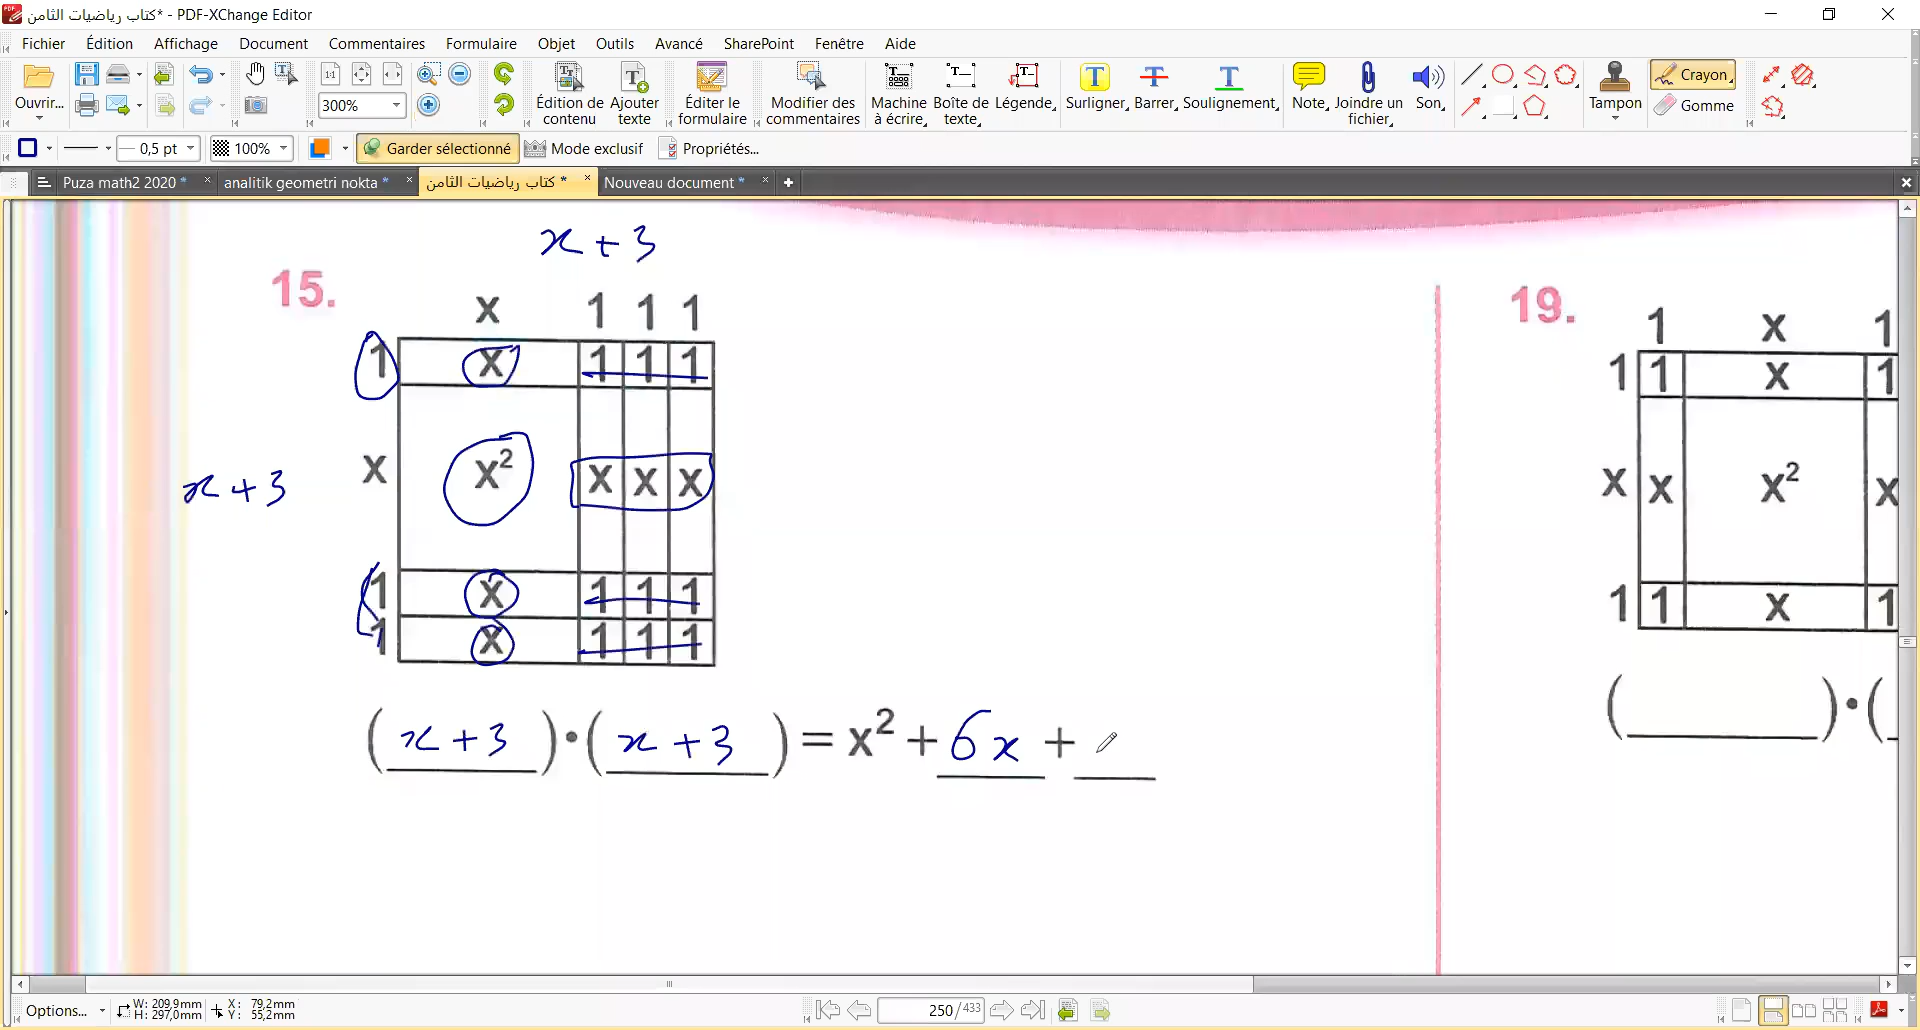 كتاب رياضيات الثامن* - PDF-XChange Editor
Fichier Édition Affichage Document Commentaires Formulaire Objet Outils Avancé SharePoint Fenêtre Aide
Ouvrir... 300% Édition de contenu Ajouter texte Éditer le formulaire Modifier des commentaires Machine à écrire Boîte de texte Légende Surligner Barrer Soulignement Note Joindre un fichier Son Tampon Crayon Gomme
0,5 pt 100% Garder sélectionné Mode exclusif Propriétés...
Puza math2 2020 * analitik geometri nokta * كتاب رياضيات الثامن * Nouveau document *
x + 3
15.
x 1 1 1
1 x 1 1 1
x x² x x x
x + 3
1 x 1 1 1
1 x 1 1 1
(x + 3)•(x + 3) = x² + 6x +
19.
1 x 1
1 1 x 1
x x x² x
1 1 x 1
( )•(
Options... W: 209,9mm H: 297,0mm X: 79,2mm Y: 55,2mm 250 / 433